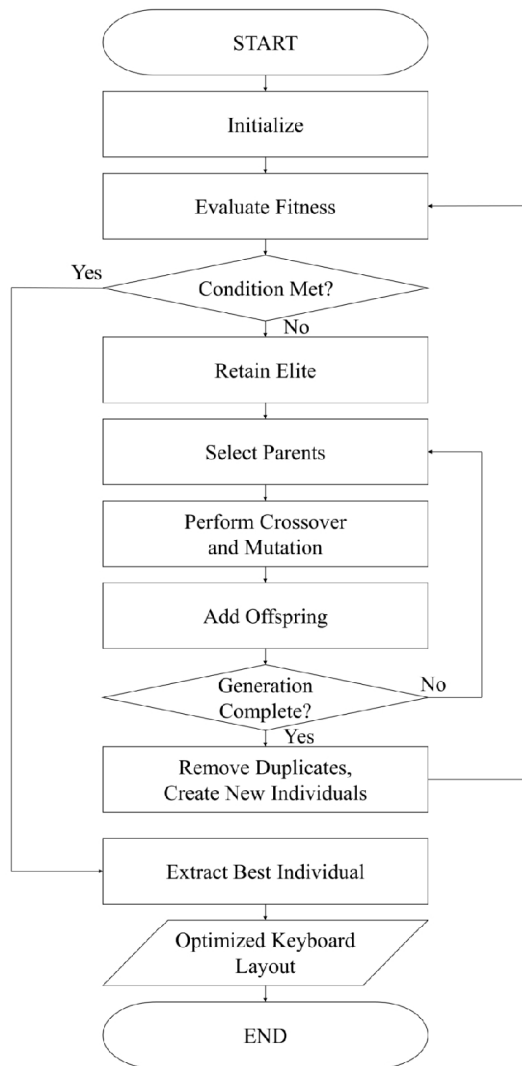 START
Initialize
Evaluate Fitness
Yes
Condition Met?
No
Retain Elite
Select Parents
Perform Crossover
and Mutation
Add Offspring
Generation
Complete?
No
Yes
Remove Duplicates,
Create New Individuals
Extract Best Individual
Optimized Keyboard
Layout
END